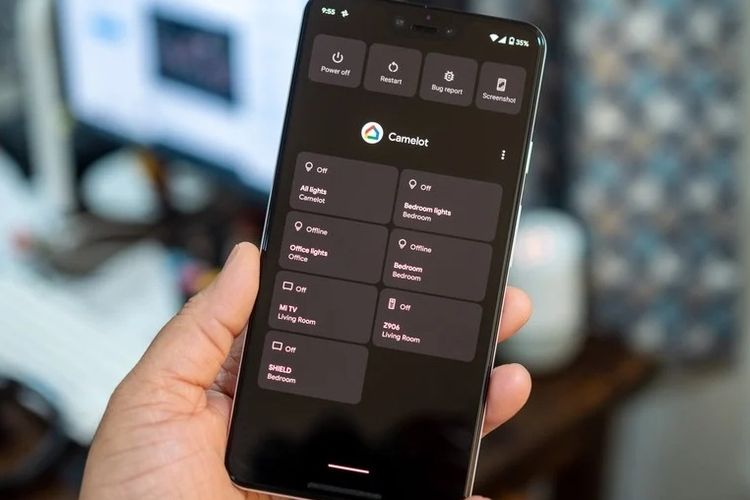 9:55
35%
Power off
Restart
Bug report
Screenshot
Camelot
Off
All lights
Camelot
Off
Bedroom lights
Bedroom
Offline
Office lights
Office
Offline
Bedroom
Bedroom
Off
Mi TV
Living Room
Off
Z906
Living Room
Off
SHIELD
Bedroom